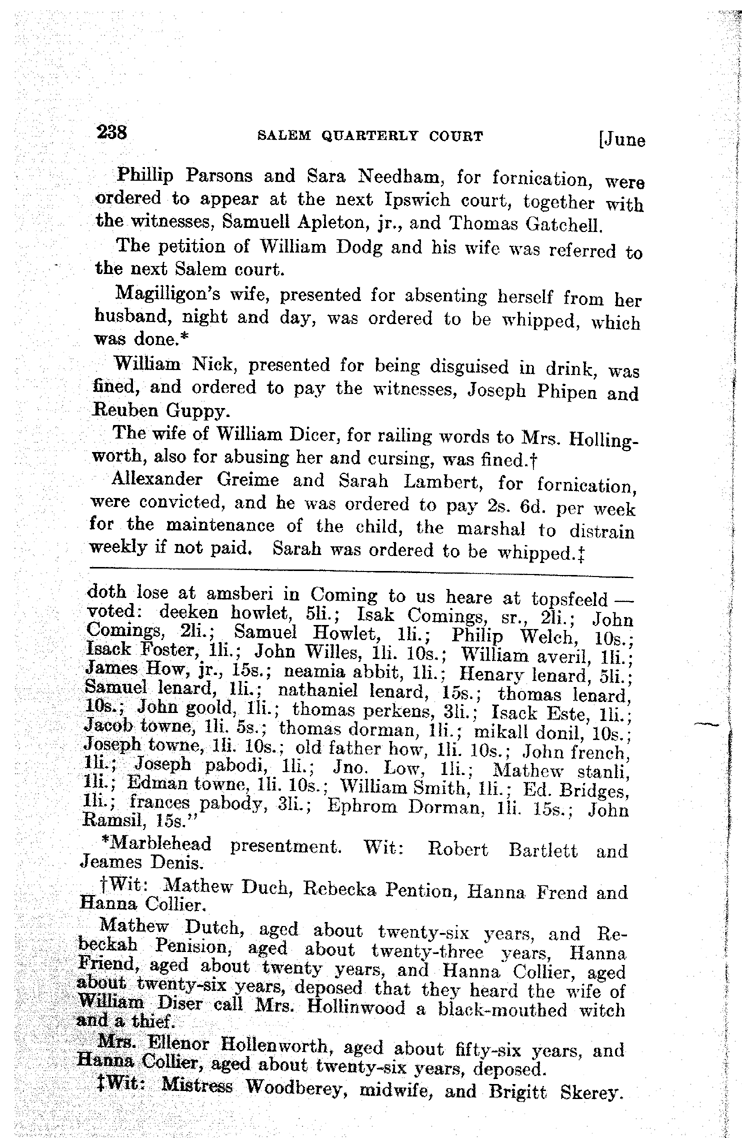 238 SALEM QUARTERLY COURT [June
Phillip Parsons and Sara Needham, for fornication, were
ordered to appear at the next Ipswich court, together with
the witnesses, Samuell Apleton, jr., and Thomas Gatchell.
The petition of William Dodg and his wife was referred to
the next Salem court.
Magilligon's wife, presented for absenting herself from her
husband, night and day, was ordered to be whipped, which
was done.*
William Nick, presented for being disguised in drink, was
fined, and ordered to pay the witnesses, Joseph Phipen and
Reuben Guppy.
The wife of William Dicer, for railing words to Mrs. Holling-
worth, also for abusing her and cursing, was fined.†
Allexander Greime and Sarah Lambert, for fornication,
were convicted, and he was ordered to pay 2s. 6d. per week
for the maintenance of the child, the marshal to distrain
weekly if not paid. Sarah was ordered to be whipped.‡
doth lose at amsberi in Coming to us heare at topsfeeld —
voted: deeken howlet, 5li.; Isak Comings, sr., 2li.; John
Comings, 2li.; Samuel Howlet, 1li.; Philip Welch, 10s.;
Isack Foster, 1li.; John Willes, 1li. 10s.; William averil, 1li.;
James How, jr., 15s.; neamia abbit, 1li.; Henary lenard, 5li.;
Samuel lenard, 1li.; nathaniel lenard, 15s.; thomas lenard,
10s.; John goold, 1li.; thomas perkens, 3li.; Isack Este, 1li.;
Jacob towne, 1li. 5s.; thomas dorman, 1li.; mikall donil, 10s.;
Joseph towne, 1li. 10s.; old father how, 1li. 10s.; John french,
1li.; Joseph pabodi, 1li.; Jno. Low, 1li.; Mathew stanli,
1li.; Edman towne, 1li. 10s.; William Smith, 1li.; Ed. Bridges,
1li.; frances pabody, 3li.; Ephrom Dorman, 1li. 15s.; John
Ramsil, 15s."
*Marblehead presentment. Wit: Robert Bartlett and
Jeames Denis.
†Wit: Mathew Duch, Rebecka Pention, Hanna Frend and
Hanna Collier.
Mathew Dutch, aged about twenty-six years, and Re-
beckah Penision, aged about twenty-three years, Hanna
Friend, aged about twenty years, and Hanna Collier, aged
about twenty-six years, deposed that they heard the wife of
William Diser call Mrs. Hollinwood a black-mouthed witch
and a thief.
Mrs. Ellenor Hollenworth, aged about fifty-six years, and
Hanna Collier, aged about twenty-six years, deposed.
‡Wit: Mistress Woodberey, midwife, and Brigitt Skerey.